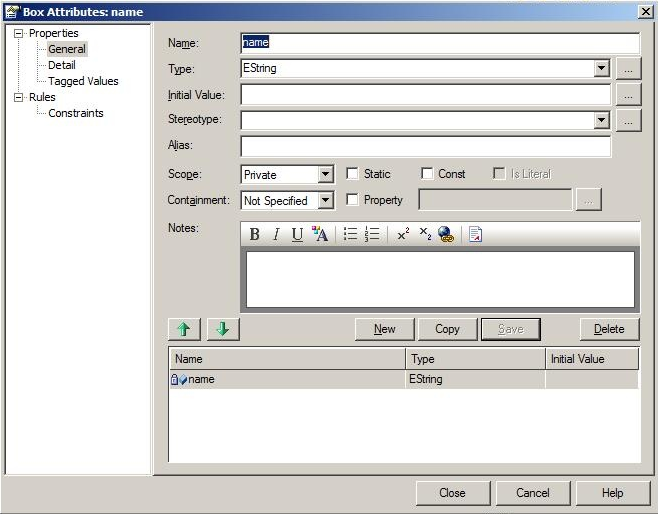 Box Attributes: name
Properties
General
Detail
Tagged Values
Rules
Constraints
Name: name
Type: EString ...
Initial Value: ...
Stereotype: ...
Alias:
Scope: Private Static Const Is Literal
Containment: Not Specified Property ...
Notes: B I U A x² x₂
New Copy Save Delete
Name Type Initial Value
name EString
Close Cancel Help